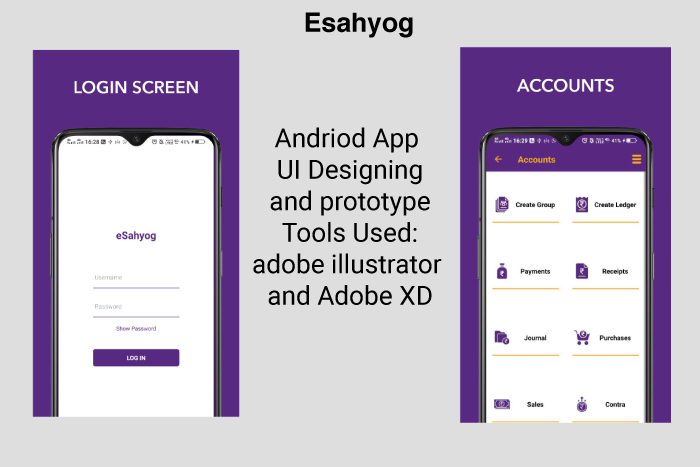 Esahyog
LOGIN SCREEN
16:28
eSahyog
Username
Password
Show Password
LOG IN
Andriod App
UI Designing
and prototype
Tools Used:
adobe illustrator
and Adobe XD
ACCOUNTS
16:29 41%
Accounts
Create Group Create Ledger
Payments Receipts
Journal Purchases
Sales Contra